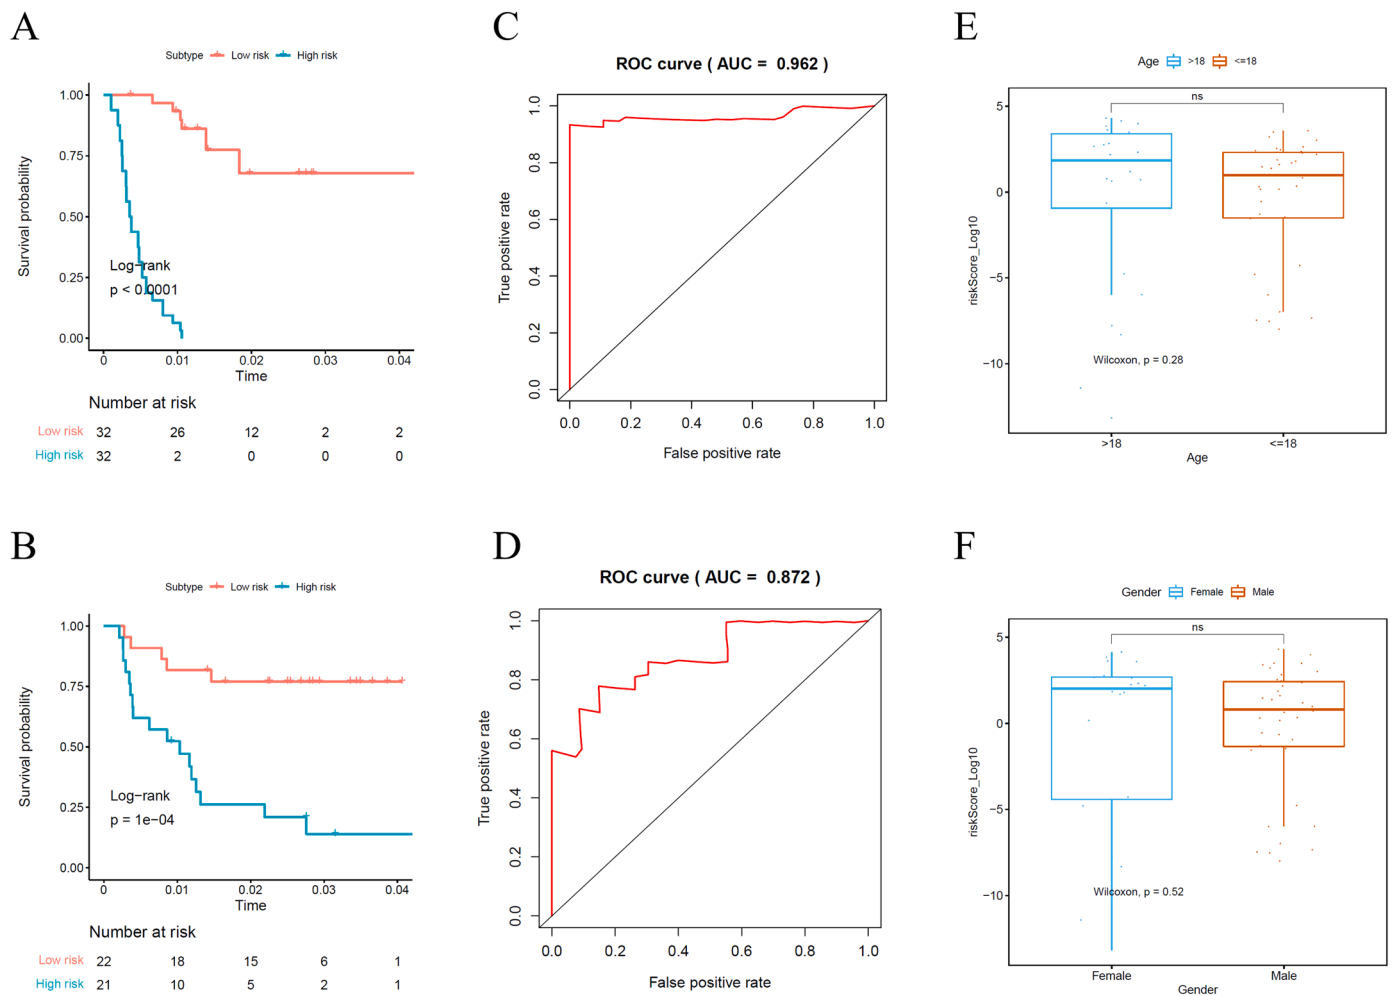 A
Subtype Low risk High risk
Survival probability
1.00
0.75
0.50
0.25
0.00
Log-rank
p < 0.0001
0 0.01 0.02 0.03 0.04
Time
Number at risk
Low risk 32 26 12 2 2
High risk 32 2 0 0 0
C
ROC curve ( AUC = 0.962 )
True positive rate
1.0
0.8
0.6
0.4
0.2
0.0
0.0 0.2 0.4 0.6 0.8 1.0
False positive rate
E
Age >18 <=18
riskScore_Log10
ns
5
0
−5
−10
Wilcoxon, p = 0.28
>18 <=18
Age
B
Subtype Low risk High risk
Survival probability
1.00
0.75
0.50
0.25
0.00
Log-rank
p = 1e−04
0 0.01 0.02 0.03 0.04
Time
Number at risk
Low risk 22 18 15 6 1
High risk 21 10 5 2 1
D
ROC curve ( AUC = 0.872 )
True positive rate
1.0
0.8
0.6
0.4
0.2
0.0
0.0 0.2 0.4 0.6 0.8 1.0
False positive rate
F
Gender Female Male
riskScore_Log10
ns
5
0
−5
−10
Wilcoxon, p = 0.52
Female Male
Gender